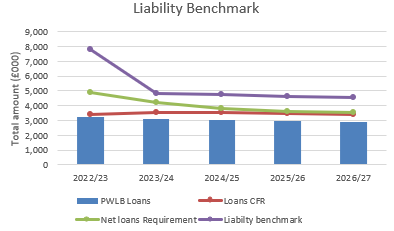 Liability Benchmark
Total amount (£000)
9,000
8,000
7,000
6,000
5,000
4,000
3,000
2,000
1,000
0
2022/23 2023/24 2024/25 2025/26 2026/27
PWLB Loans Loans CFR
Net loans Requirement Liabilty benchmark